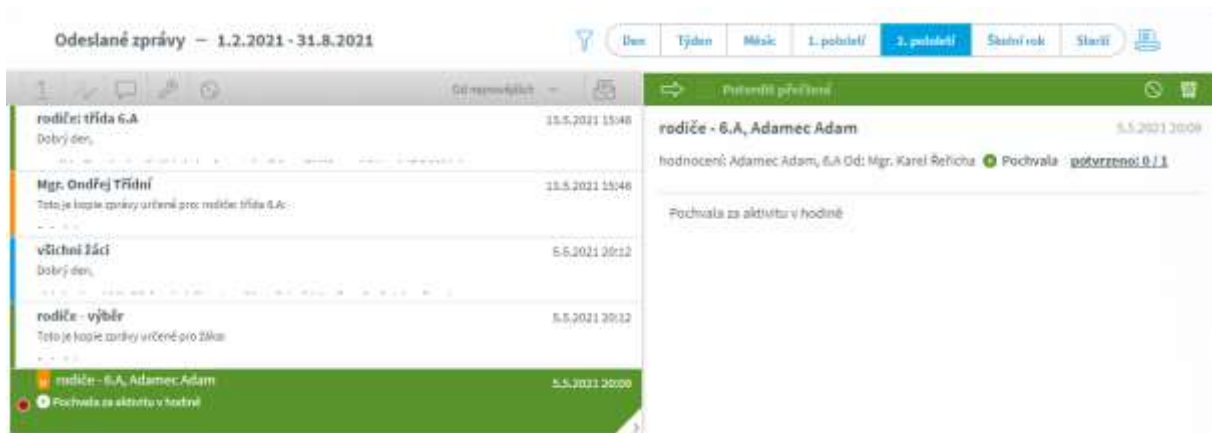 Odeslané zprávy – 1.2.2021 - 31.8.2021
Den Týden Měsíc 1. pololetí 2. pololetí Školní rok Starší
Od nejnovějších
Potvrdit přečtení
rodiče: třída 6.A 13.5.2021 15:46
Dobrý den,
Mgr. Ondřej Třídní 13.5.2021 15:46
Toto je kopie zprávy určené pro: rodiče: třída 6.A:
všichni žáci 5.5.2021 20:12
Dobrý den,
rodiče - výběr 5.5.2021 20:12
Toto je kopie zprávy určené pro žáka:
rodiče - 6.A, Adamec Adam 5.5.2021 20:09
Pochvala za aktivitu v hodině
rodiče - 6.A, Adamec Adam 5.5.2021 20:09
hodnocení: Adamec Adam, 6.A Od: Mgr. Karel Řeřicha Pochvala potvrzeno: 0 / 1
Pochvala za aktivitu v hodině